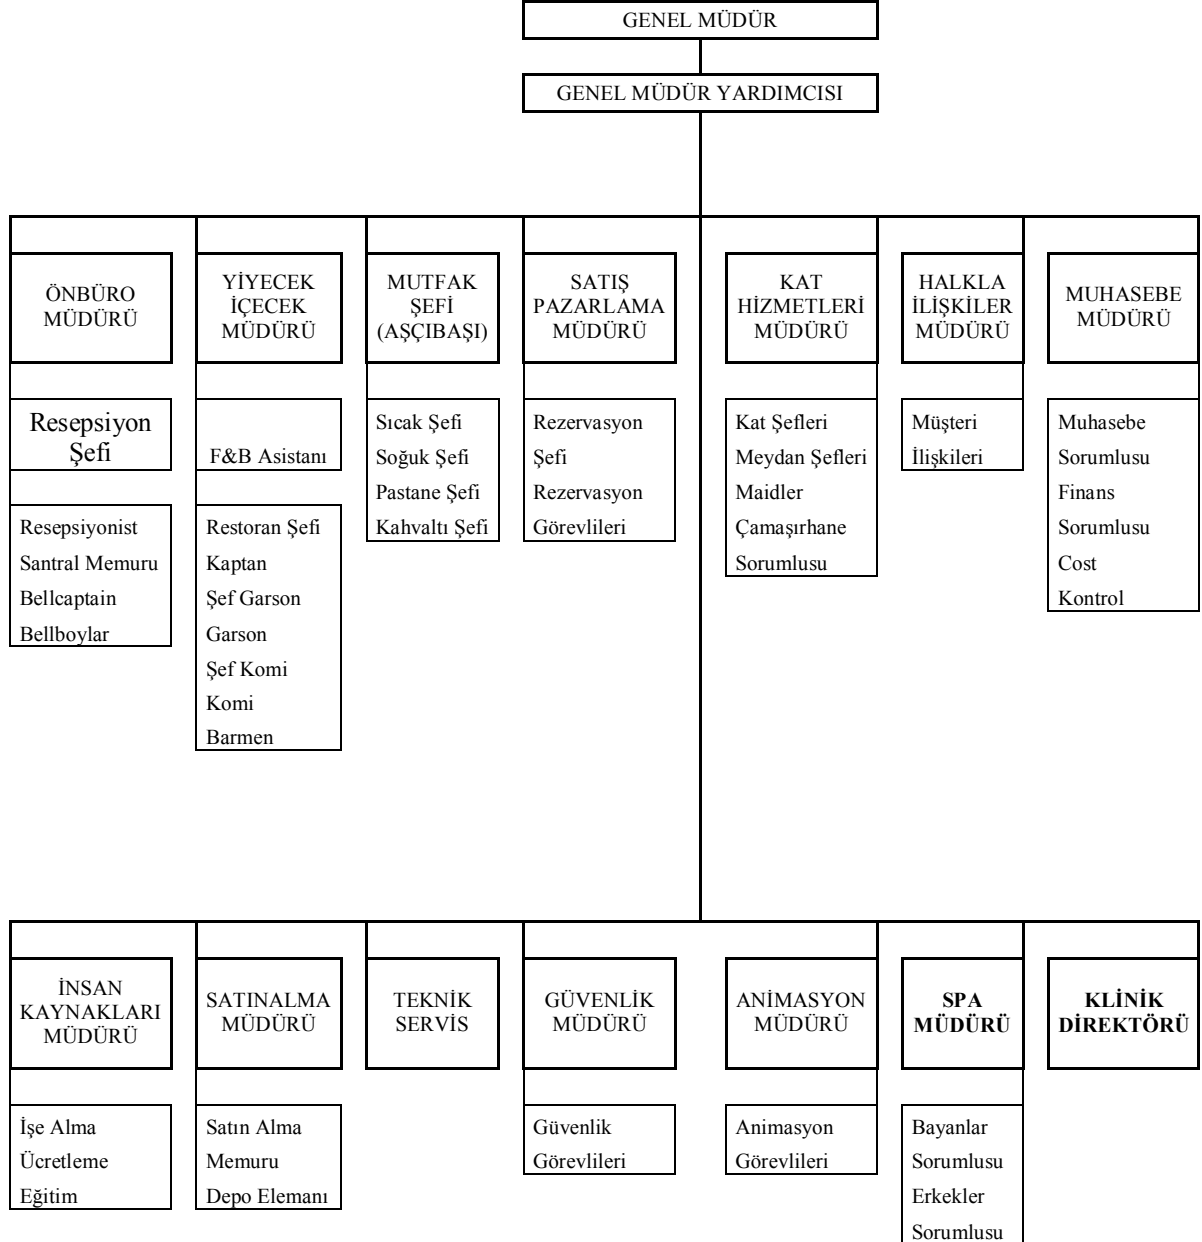 GENEL MÜDÜR
GENEL MÜDÜR YARDIMCISI
ÖNBÜRO
MÜDÜRÜ
YİYECEK
İÇECEK
MÜDÜRÜ
MUTFAK
ŞEFİ
(AŞÇIBAŞI)
SATIŞ
PAZARLAMA
MÜDÜRÜ
KAT
HİZMETLERİ
MÜDÜRÜ
HALKLA
İLİŞKİLER
MÜDÜRÜ
MUHASEBE
MÜDÜRÜ
Resepsiyon
Şefi
Resepsiyonist
Santral Memuru
Bellcaptain
Bellboylar
F&B Asistanı
Restoran Şefi
Kaptan
Şef Garson
Garson
Şef Komi
Komi
Barmen
Sıcak Şefi
Soğuk Şefi
Pastane Şefi
Kahvaltı Şefi
Rezervasyon
Şefi
Rezervasyon
Görevlileri
Kat Şefleri
Meydan Şefleri
Maidler
Çamaşırhane
Sorumlusu
Müşteri
İlişkileri
Muhasebe
Sorumlusu
Finans
Sorumlusu
Cost
Kontrol
İNSAN
KAYNAKLARI
MÜDÜRÜ
SATINALMA
MÜDÜRÜ
TEKNİK
SERVİS
GÜVENLİK
MÜDÜRÜ
ANİMASYON
MÜDÜRÜ
SPA
MÜDÜRÜ
KLİNİK
DİREKTÖRÜ
İşe Alma
Ücretleme
Eğitim
Satın Alma
Memuru
Depo Elemanı
Güvenlik
Görevlileri
Animasyon
Görevlileri
Bayanlar
Sorumlusu
Erkekler
Sorumlusu